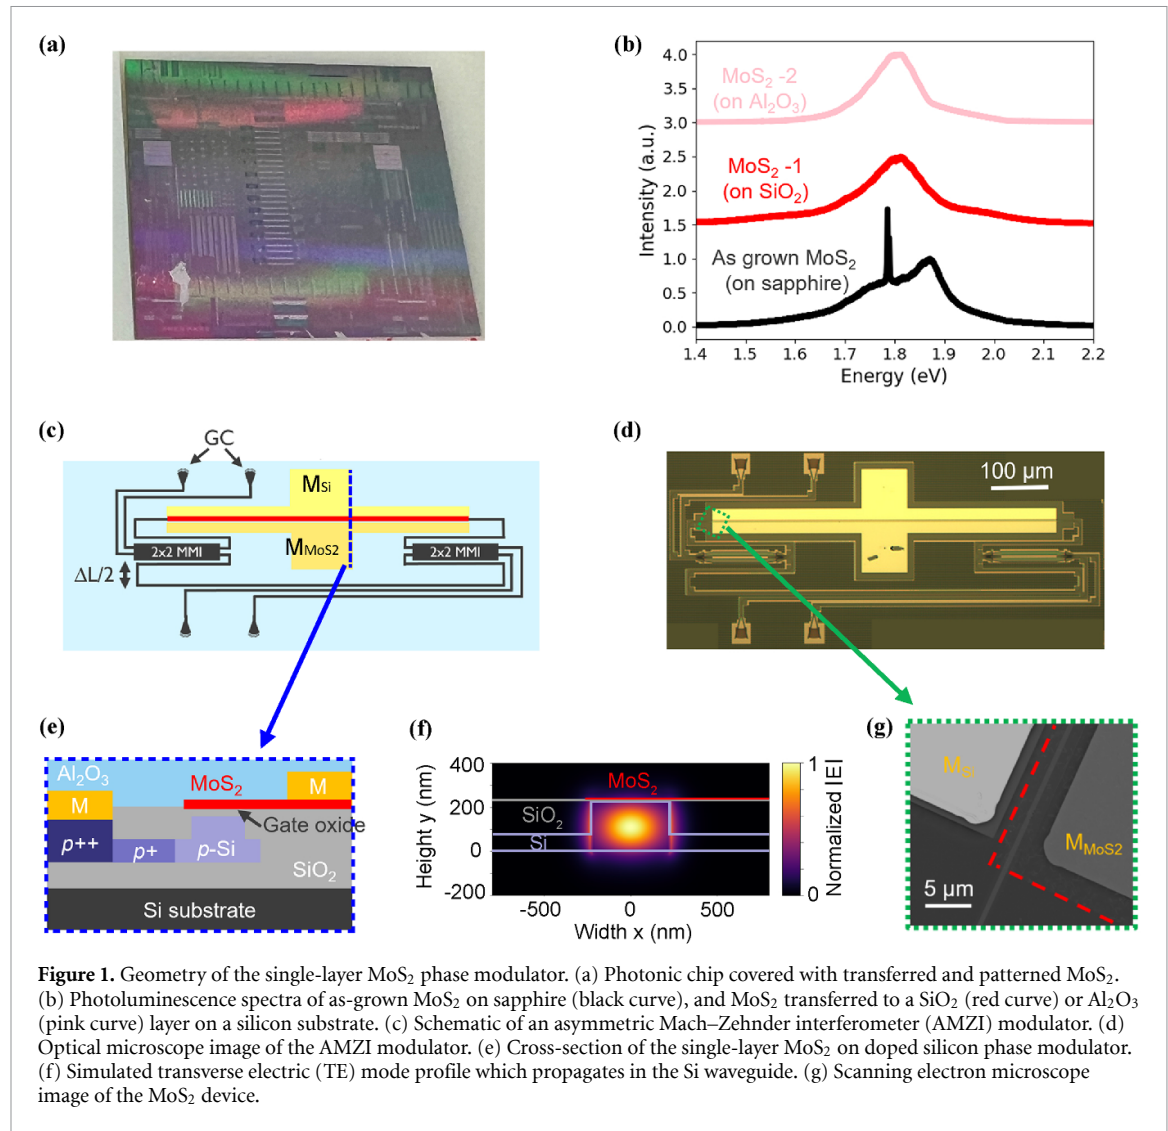 (a)
(b)
4.0
3.5
3.0
2.5
2.0
1.5
1.0
0.5
0.0
Intensity (a.u.)
MoS2 -2
(on Al2O3)
MoS2 -1
(on SiO2)
As grown MoS2
(on sapphire)
1.4 1.5 1.6 1.7 1.8 1.9 2.0 2.1 2.2
Energy (eV)
(c)
GC
MSi
MMoS2
2x2 MMI
2x2 MMI
ΔL/2
(d)
100 µm
(e)
Al2O3
MoS2
M
M
Gate oxide
p++
p+
p-Si
SiO2
Si substrate
(f)
400
200
0
-200
Height y (nm)
MoS2
SiO2
Si
-500 0 500
Width x (nm)
1
0
Normalized |E|
(g)
MSi
MMoS2
5 µm
Figure 1. Geometry of the single-layer MoS2 phase modulator. (a) Photonic chip covered with transferred and patterned MoS2.
(b) Photoluminescence spectra of as-grown MoS2 on sapphire (black curve), and MoS2 transferred to a SiO2 (red curve) or Al2O3
(pink curve) layer on a silicon substrate. (c) Schematic of an asymmetric Mach–Zehnder interferometer (AMZI) modulator. (d)
Optical microscope image of the AMZI modulator. (e) Cross-section of the single-layer MoS2 on doped silicon phase modulator.
(f) Simulated transverse electric (TE) mode profile which propagates in the Si waveguide. (g) Scanning electron microscope
image of the MoS2 device.